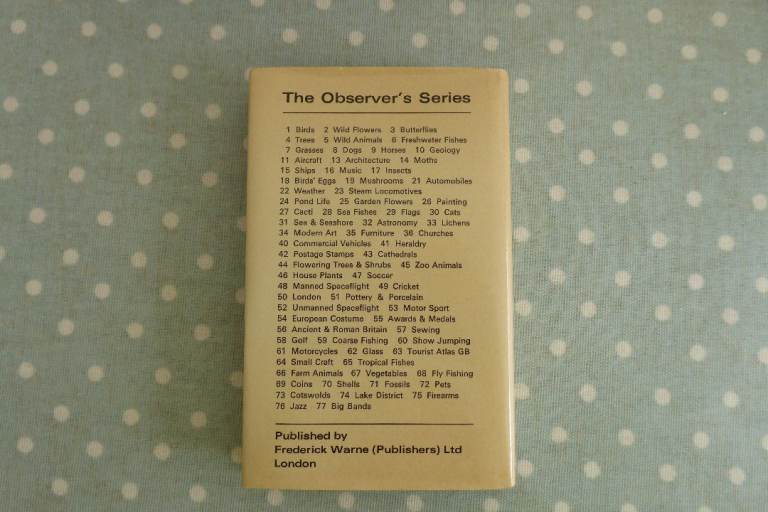 The Observer's Series
1 Birds 2 Wild Flowers 3 Butterflies
4 Trees 5 Wild Animals 6 Freshwater Fishes
7 Grasses 8 Dogs 9 Horses 10 Geology
11 Aircraft 13 Architecture 14 Moths
15 Ships 16 Music 17 Insects
18 Birds' Eggs 19 Mushrooms 21 Automobiles
22 Weather 23 Steam Locomotives
24 Pond Life 25 Garden Flowers 26 Painting
27 Cacti 28 Sea Fishes 29 Flags 30 Cats
31 Sea & Seashore 32 Astronomy 33 Lichens
34 Modern Art 35 Furniture 36 Churches
40 Commercial Vehicles 41 Heraldry
42 Postage Stamps 43 Cathedrals
44 Flowering Trees & Shrubs 45 Zoo Animals
46 House Plants 47 Soccer
48 Manned Spaceflight 49 Cricket
50 London 51 Pottery & Porcelain
52 Unmanned Spaceflight 53 Motor Sport
54 European Costume 55 Awards & Medals
56 Ancient & Roman Britain 57 Sewing
58 Golf 59 Coarse Fishing 60 Show Jumping
61 Motorcycles 62 Glass 63 Tourist Atlas GB
64 Small Craft 65 Tropical Fishes
66 Farm Animals 67 Vegetables 68 Fly Fishing
69 Coins 70 Shells 71 Fossils 72 Pets
73 Cotswolds 74 Lake District 75 Firearms
76 Jazz 77 Big Bands
Published by
Frederick Warne (Publishers) Ltd
London